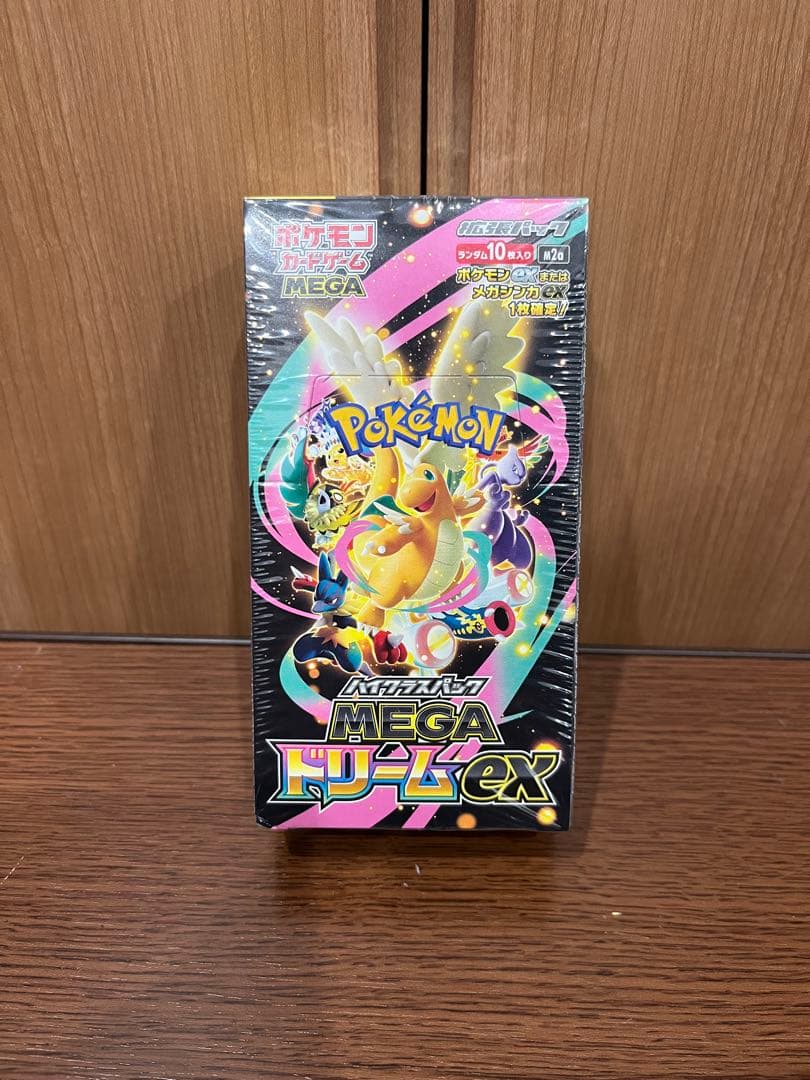 ポケモン
カードゲーム
MEGA
拡張パック
ランダム10枚入り M2a
ポケモンexまたは
メガシンカex
1枚確定!!
POKÉMON
ハイクラスパック
MEGA
ドリームex